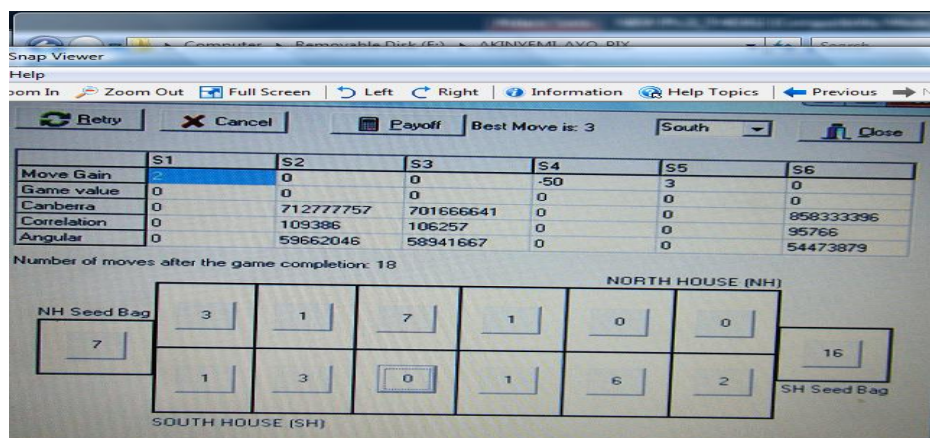 Computer Removable Disk (F:) AKINYEMI AYO PIX Search
Snap Viewer
Help
om In Zoom Out Full Screen Left Right Information Help Topics Previous N
Retry Cancel Payoff Best Move is: 3 South Close
S1 S2 S3 S4 S5 S6
Move Gain 2 0 0 -50 3 0
Game value 0 0 0 0 0 0
Canberra 0 712777757 701666641 0 0 858333396
Correlation 0 109386 106257 0 0 95766
Angular 0 59662046 58941667 0 0 54473879
Number of moves after the game completion: 18
NORTH HOUSE (NH)
NH Seed Bag 3 1 7 1 0 0
7 16
1 3 0 1 6 2 SH Seed Bag
SOUTH HOUSE (SH)